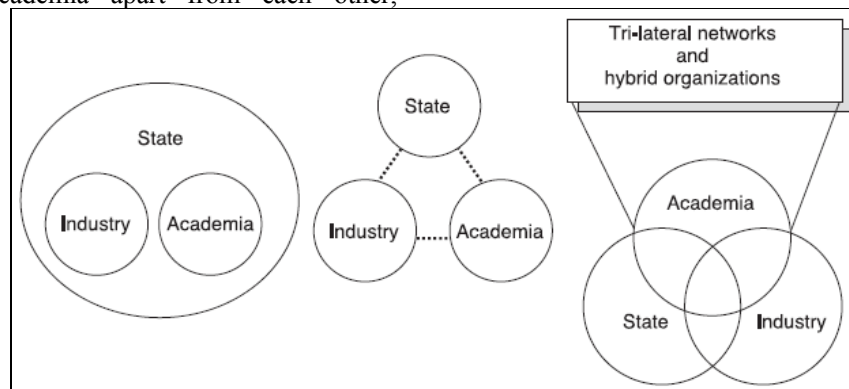 apart from each other,
State
Industry
Academia
State
Industry
Academia
Tri-lateral networks
and
hybrid organizations
Academia
State
Industry